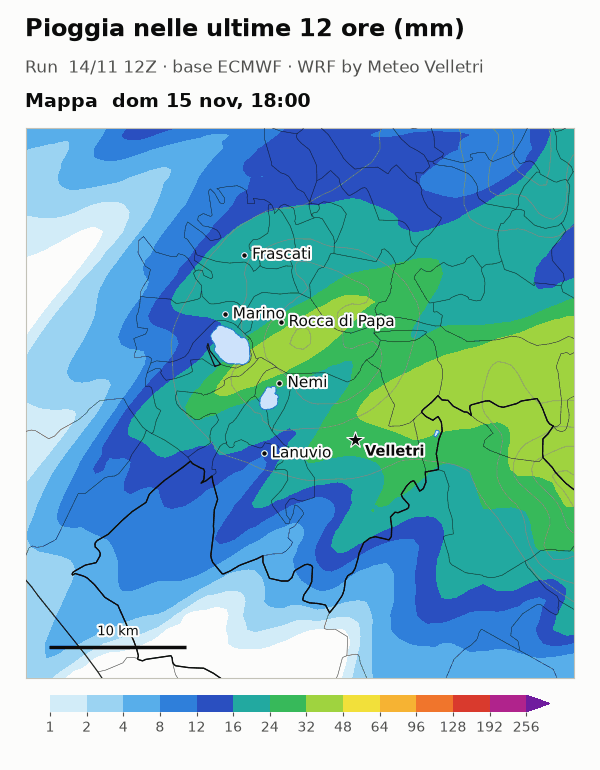 Pioggia nelle ultime 12 ore (mm)
Run  14/11 12Z · base ECMWF · WRF by Meteo Velletri
Mappa  dom 15 nov, 18:00
Frascati
Marino
Rocca di Papa
Nemi
Velletri
Lanuvio
10 km
1 2 4 8 12 16 24 32 48 64 96 128 192 256